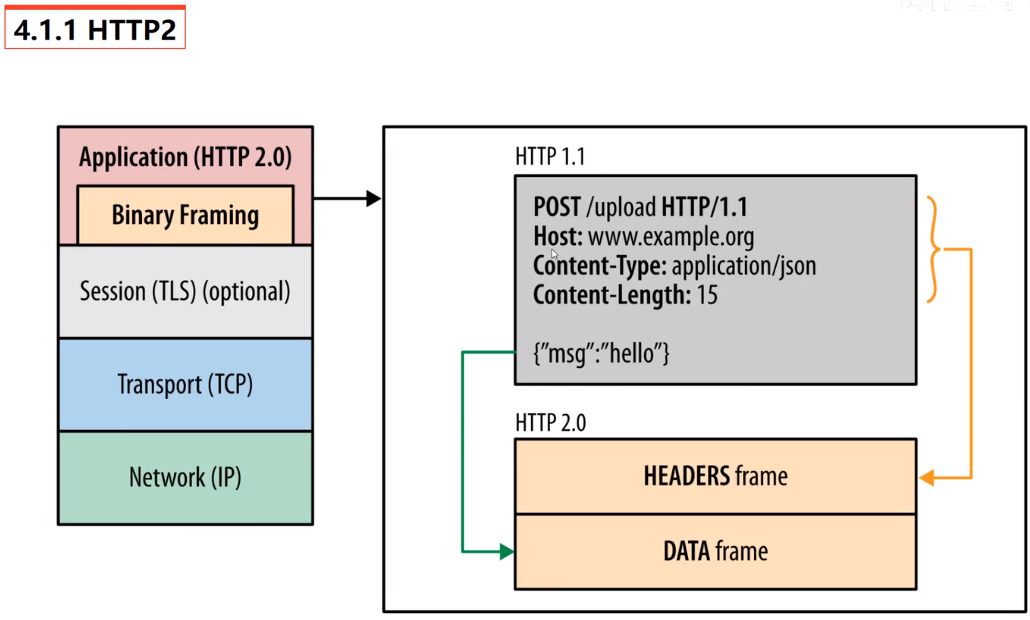 4.1.1 HTTP2
Application (HTTP 2.0)
Binary Framing
Session (TLS) (optional)
Transport (TCP)
Network (IP)
HTTP 1.1
POST /upload HTTP/1.1
Host: www.example.org
Content-Type: application/json
Content-Length: 15
{”msg”:”hello”}
HTTP 2.0
HEADERS frame
DATA frame